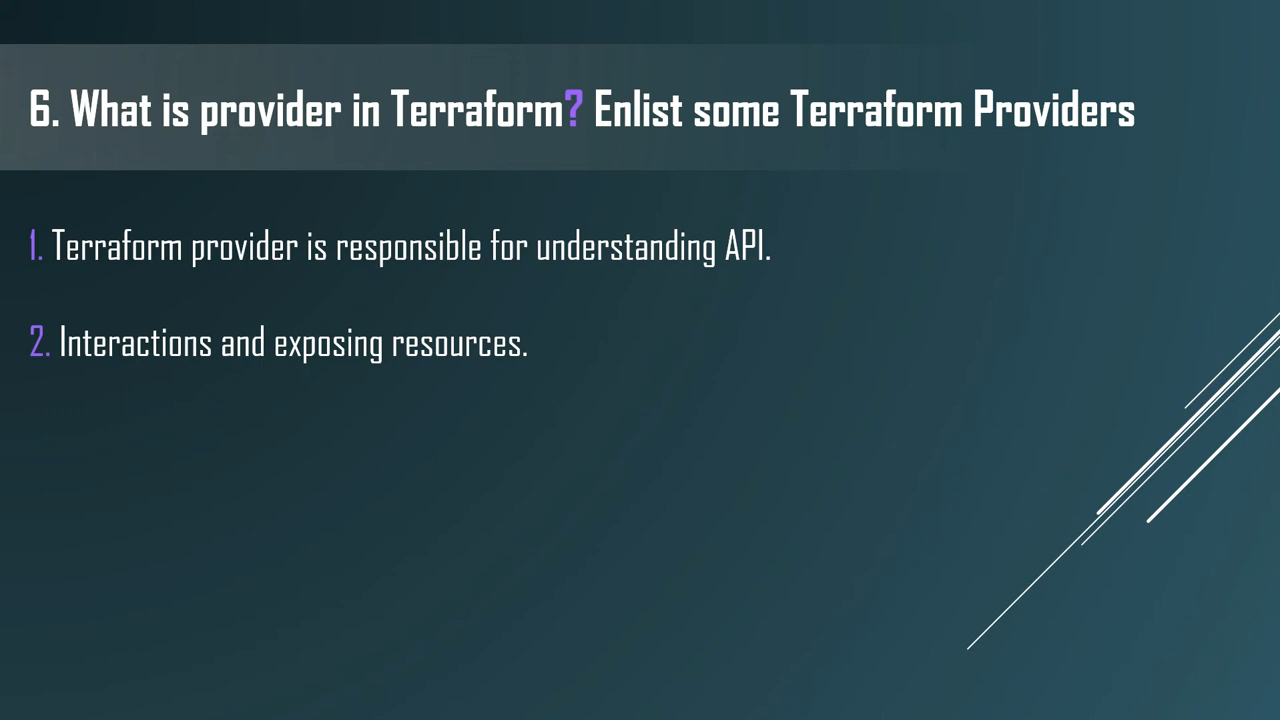 6. What is provider in Terraform? Enlist some Terraform Providers
1. Terraform provider is responsible for understanding API.
2. Interactions and exposing resources.